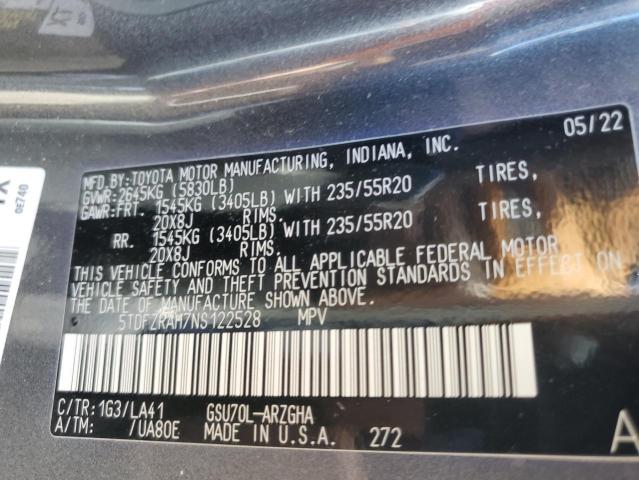 05/22
MFD.BY:TOYOTA MOTOR MANUFACTURING, INDIANA, INC.
GVWR:2645KG (5830LB)
GAWR:FRT. 1545KG (3405LB) WITH 235/55R20 TIRES,
20X8J RIMS.
RR. 1545KG (3405LB) WITH 235/55R20 TIRES,
20X8J RIMS.
THIS VEHICLE CONFORMS TO ALL APPLICABLE FEDERAL MOTOR
VEHICLE SAFETY AND THEFT PREVENTION STANDARDS IN EFFECT ON
THE DATE OF MANUFACTURE SHOWN ABOVE.
5TDFZRAH7NS122528 MPV
C/TR: 1G3/LA41 GSU70L-ARZGHA
A/TM: /UA80E MADE IN U.S.A. 272
A
0E740